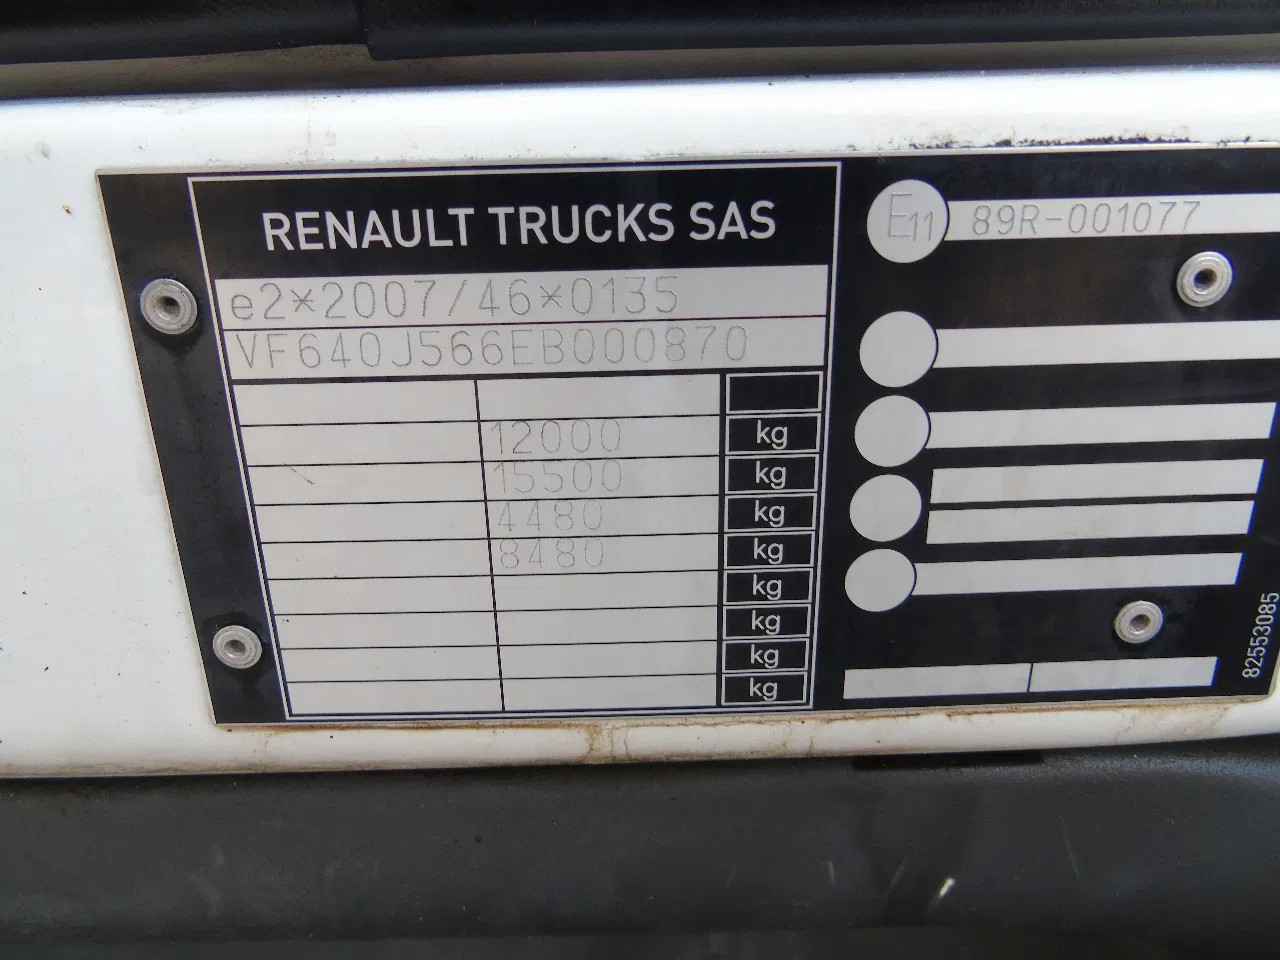 RENAULT TRUCKS SAS
e2*2007/46*0135
VF640J566EB000870
12000 kg
15500 kg
4480 kg
8480 kg
kg
kg
kg
kg
E11 89R-001077
82553085